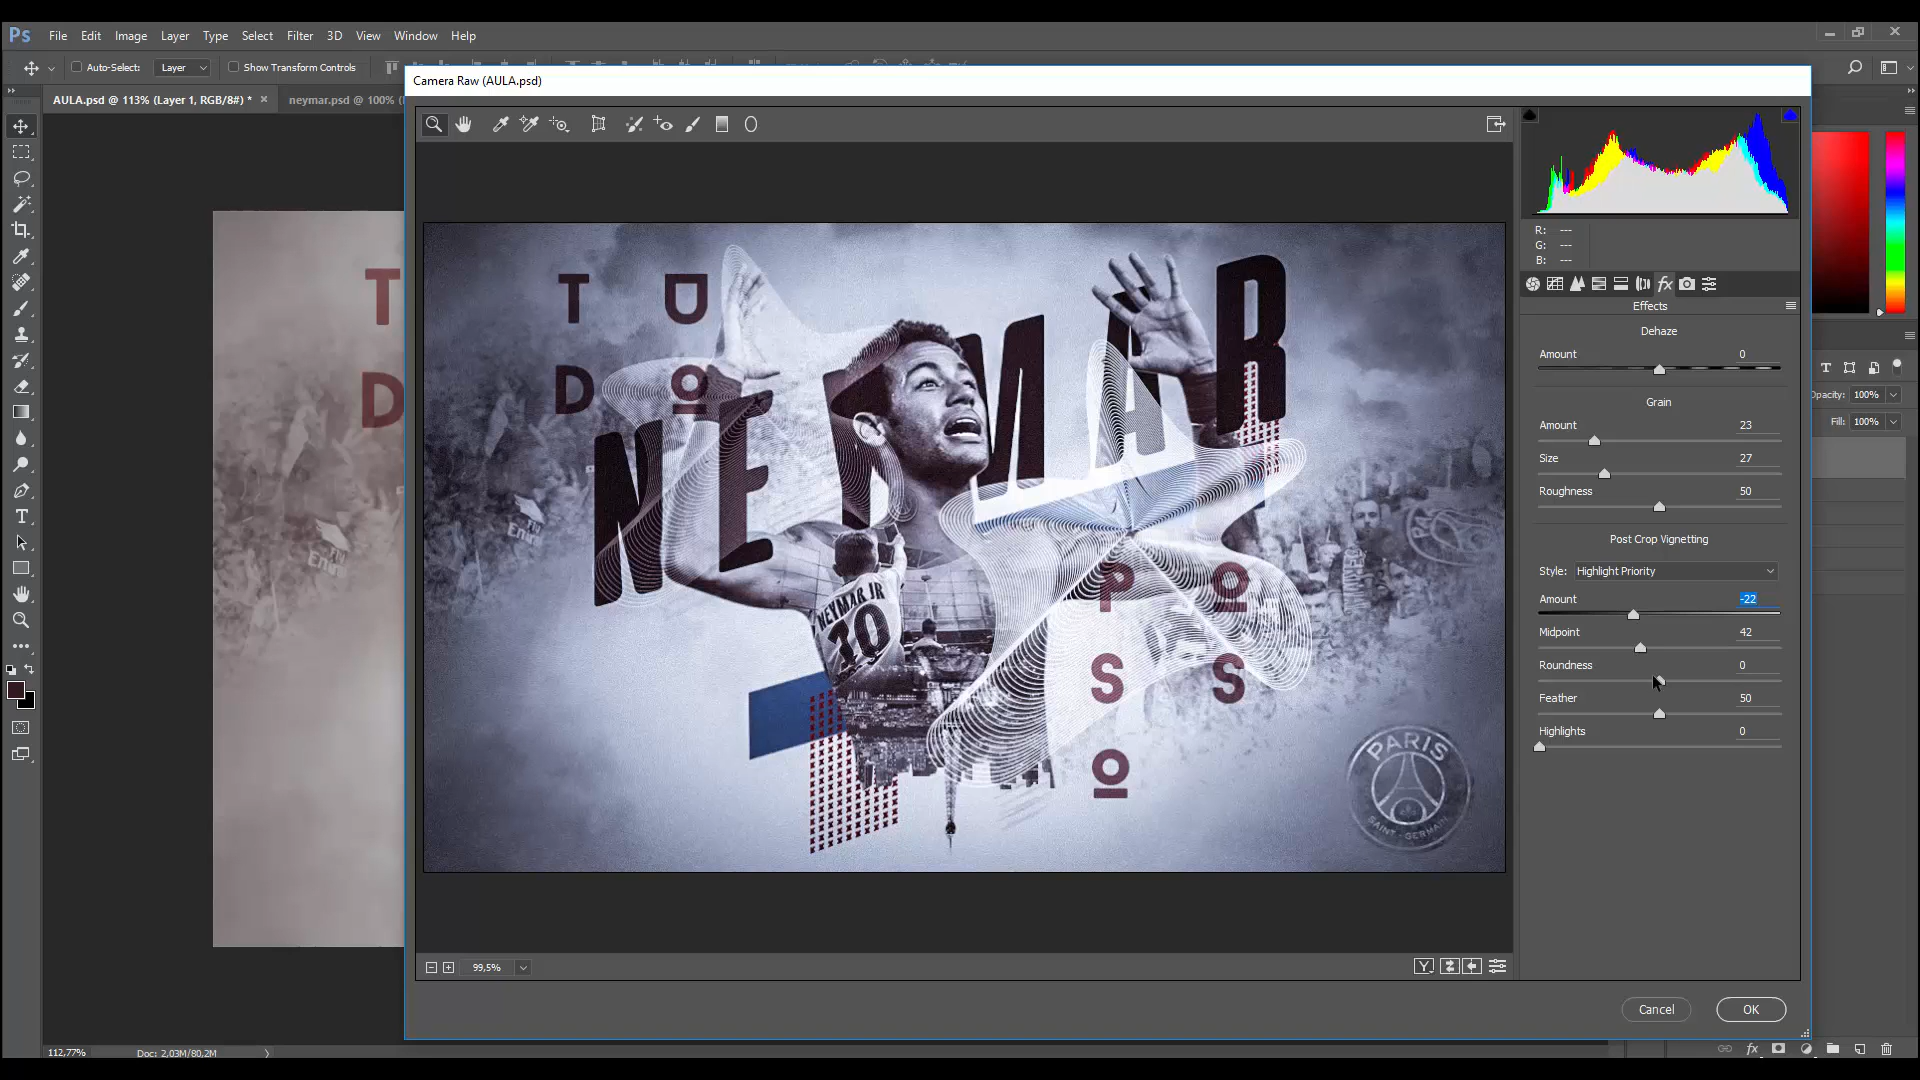 Ps File Edit Image Layer Type Select Filter 3D View Window Help
Auto-Select: Layer Show Transform Controls
Camera Raw (AULA.psd)
AULA.psd @ 113% (Layer 1, RGB/8#) * ×
neymar.psd @ 100% (
R: ---
G: ---
B: ---
Effects
Dehaze
Amount 0
Grain
Amount 23
Size 27
Roughness 50
Post Crop Vignetting
Style: Highlight Priority
Amount -22
Midpoint 42
Roundness 0
Feather 50
Highlights 0
Opacity: 100%
Fill: 100%
T
D
T U
D O
NEYMAR
NEYMAR JR
10
P O
S S
O
PARIS
SAINT-GERMAIN
99,5%
Cancel OK
112,77% Doc: 2,03M/80,2M